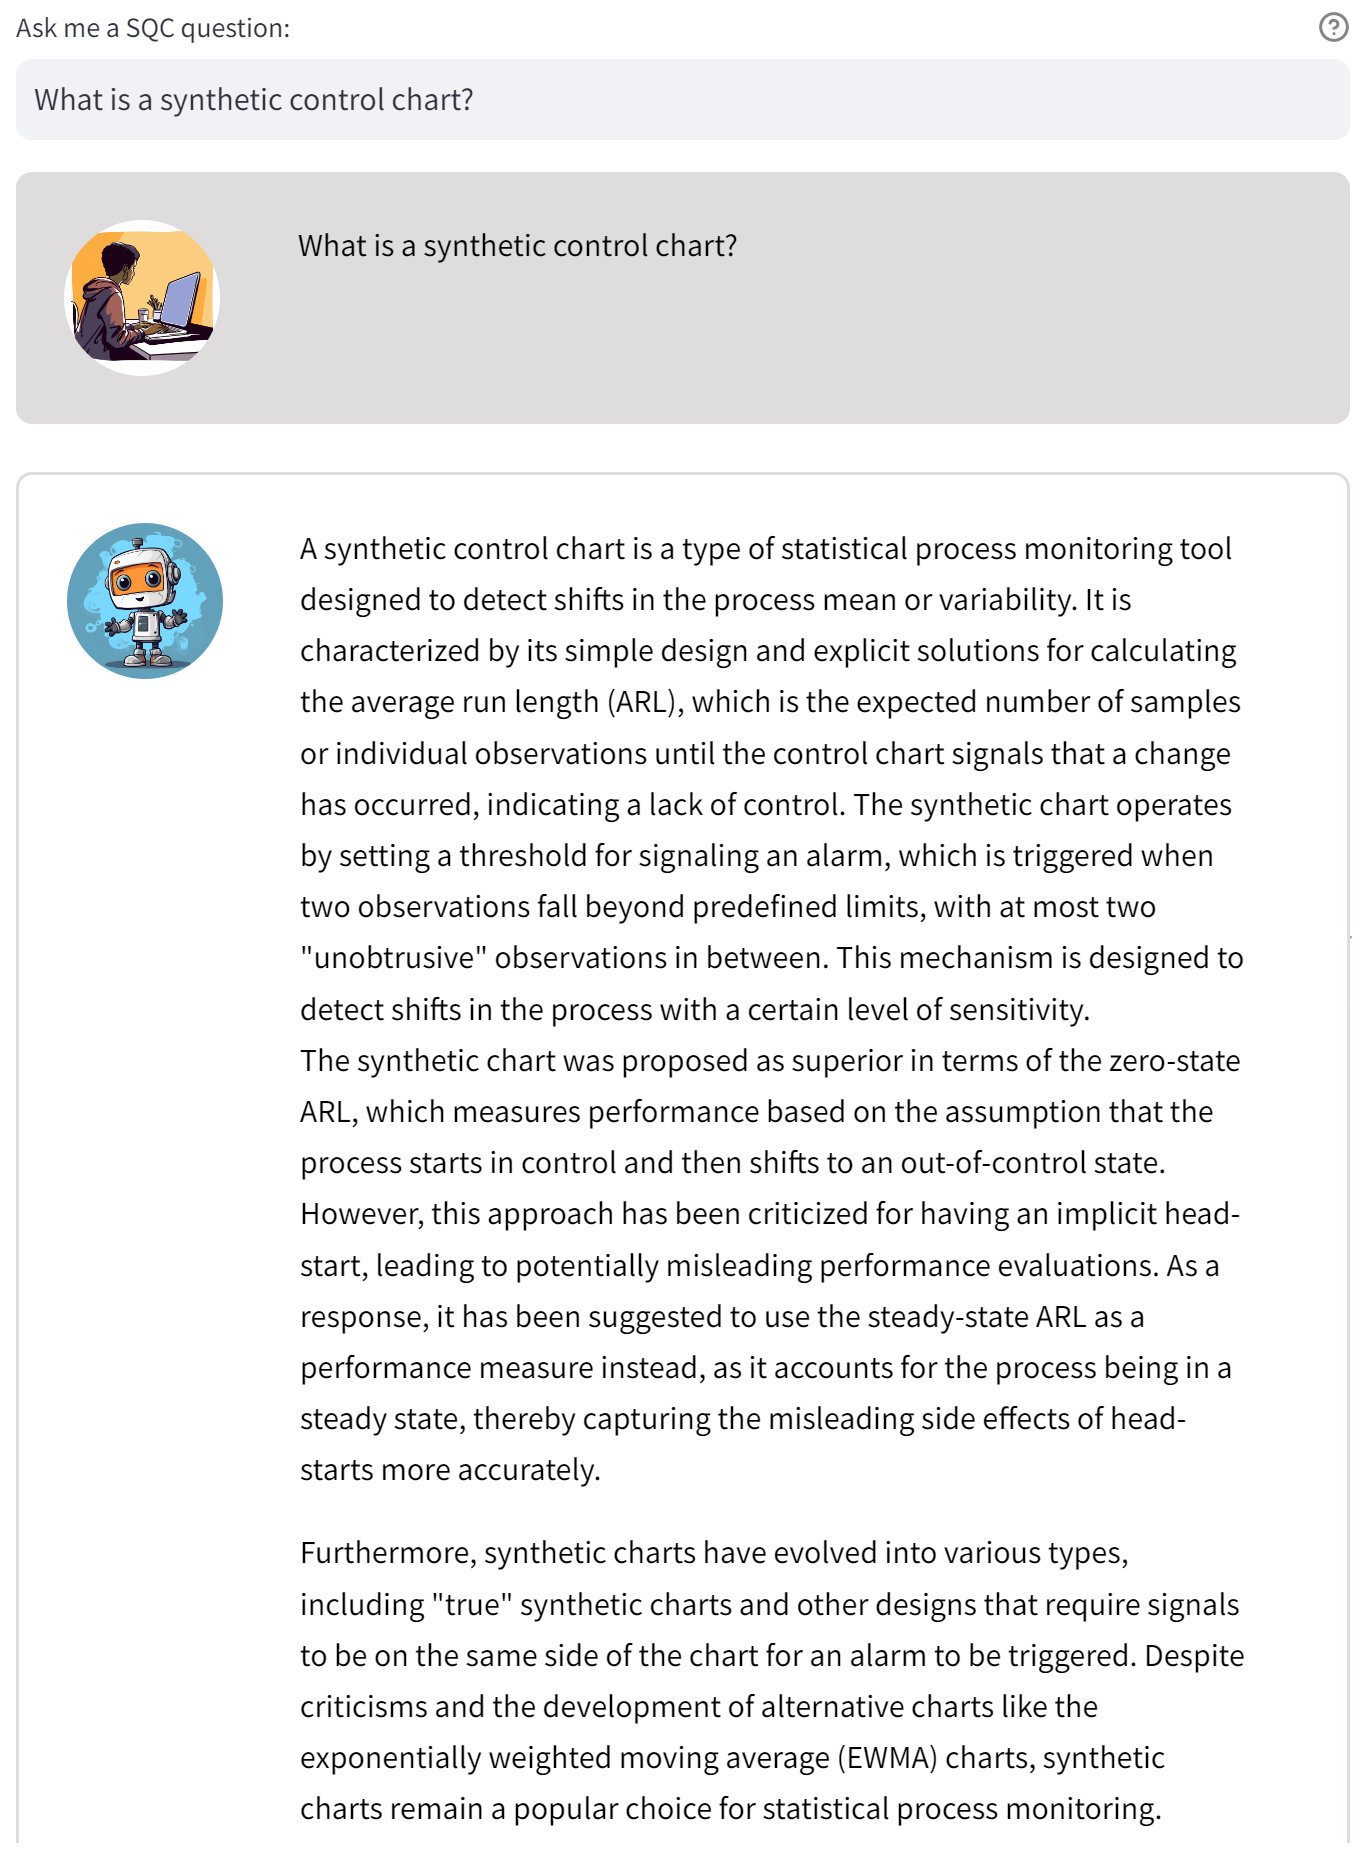 Ask me a SQC question:
What is a synthetic control chart?
What is a synthetic control chart?
A synthetic control chart is a type of statistical process monitoring tool
designed to detect shifts in the process mean or variability. It is
characterized by its simple design and explicit solutions for calculating
the average run length (ARL), which is the expected number of samples
or individual observations until the control chart signals that a change
has occurred, indicating a lack of control. The synthetic chart operates
by setting a threshold for signaling an alarm, which is triggered when
two observations fall beyond predefined limits, with at most two
"unobtrusive" observations in between. This mechanism is designed to
detect shifts in the process with a certain level of sensitivity.
The synthetic chart was proposed as superior in terms of the zero-state
ARL, which measures performance based on the assumption that the
process starts in control and then shifts to an out-of-control state.
However, this approach has been criticized for having an implicit head-
start, leading to potentially misleading performance evaluations. As a
response, it has been suggested to use the steady-state ARL as a
performance measure instead, as it accounts for the process being in a
steady state, thereby capturing the misleading side effects of head-
starts more accurately.
Furthermore, synthetic charts have evolved into various types,
including "true" synthetic charts and other designs that require signals
to be on the same side of the chart for an alarm to be triggered. Despite
criticisms and the development of alternative charts like the
exponentially weighted moving average (EWMA) charts, synthetic
charts remain a popular choice for statistical process monitoring.